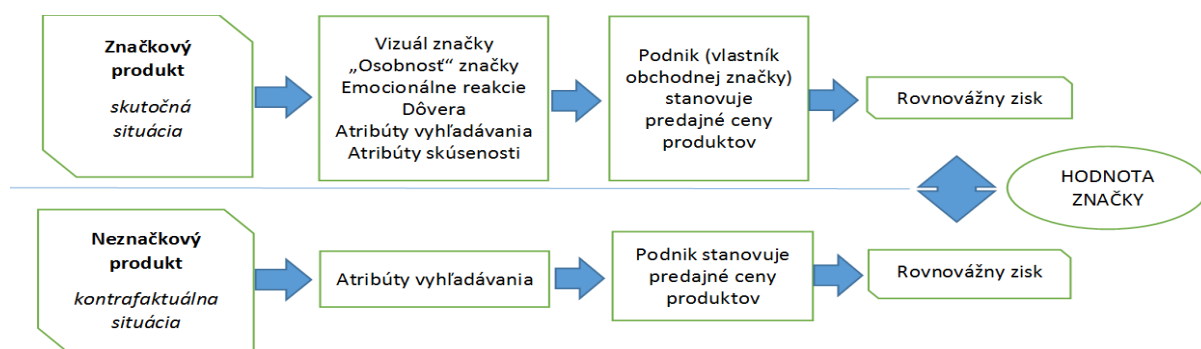 Značkový
produkt
skutočná
situácia
Vizuál značky
„Osobnosť“ značky
Emocionálne reakcie
Dôvera
Atribúty vyhľadávania
Atribúty skúsenosti
Podnik (vlastník
obchodnej značky)
stanovuje
predajné ceny
produktov
Rovnovážny zisk
HODNOTA
ZNAČKY
Neznačkový
produkt
kontrafaktuálna
situácia
Atribúty vyhľadávania
Podnik stanovuje
predajné ceny
produktov
Rovnovážny zisk